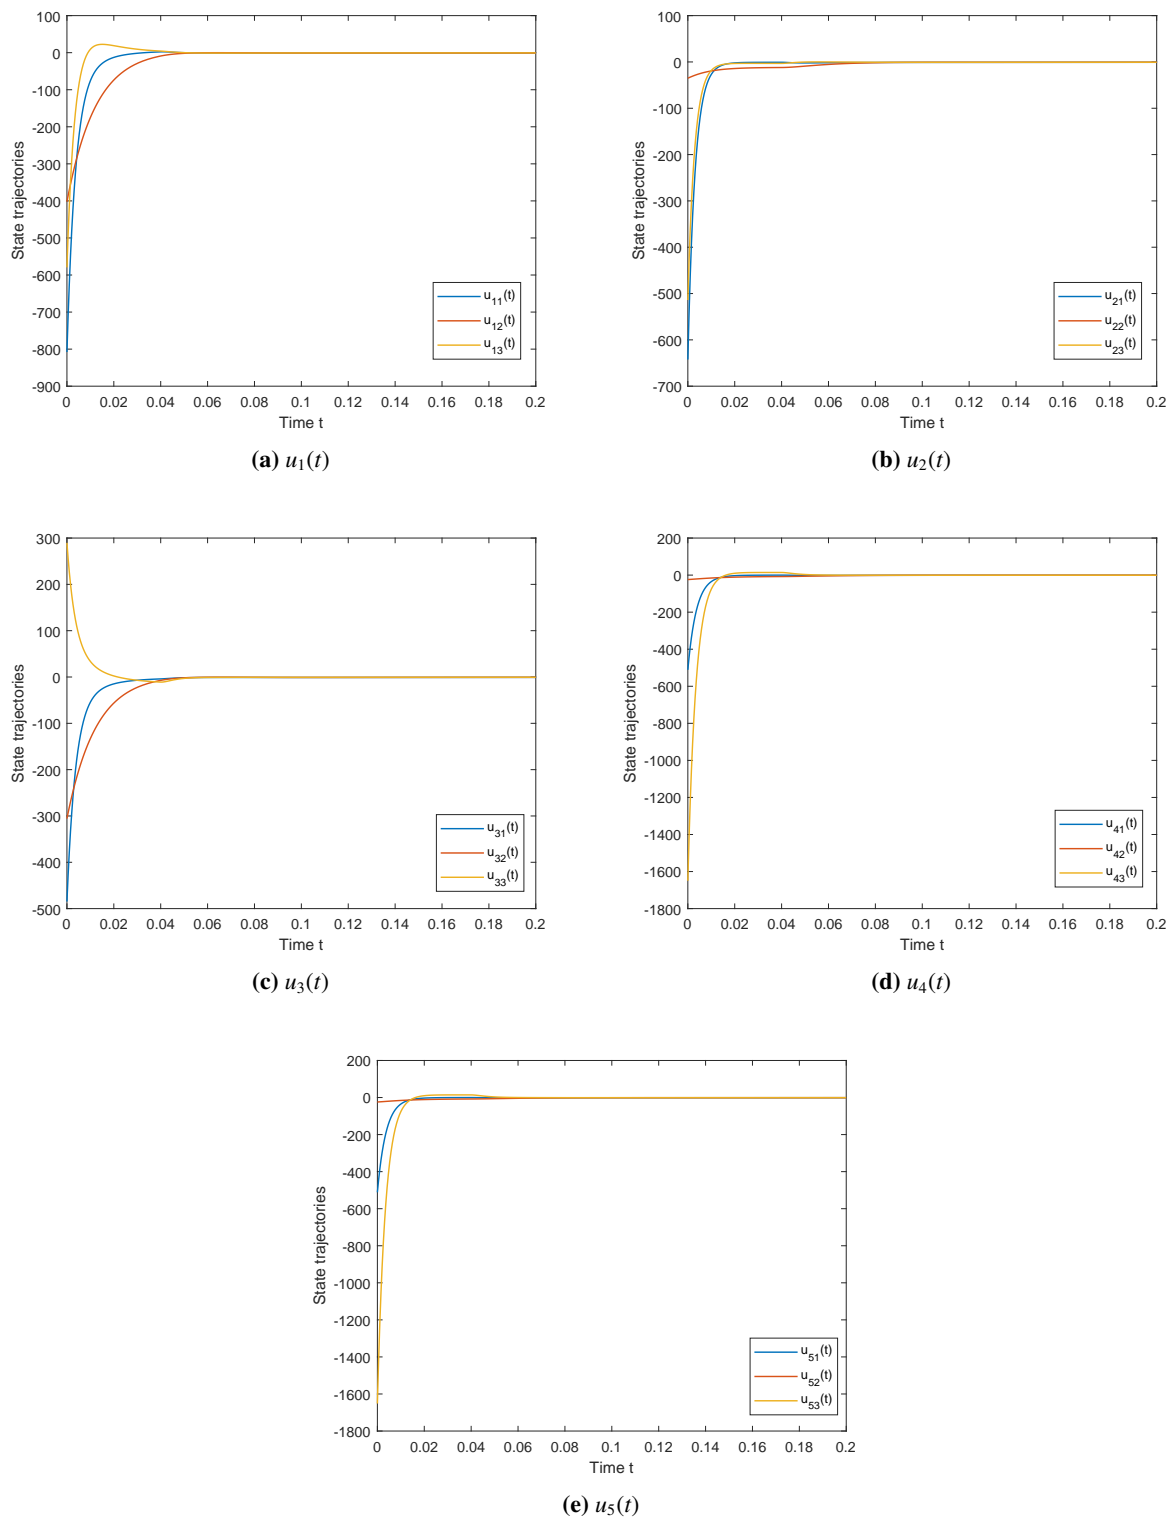 100
0
-100
-200
-300
-400
-500
-600
-700
-800
-900
0 0.02 0.04 0.06 0.08 0.1 0.12 0.14 0.16 0.18 0.2
State trajectories
Time t
u11(t)
u12(t)
u13(t)
(a) u1(t)
100
0
-100
-200
-300
-400
-500
-600
-700
0 0.02 0.04 0.06 0.08 0.1 0.12 0.14 0.16 0.18 0.2
State trajectories
Time t
u21(t)
u22(t)
u23(t)
(b) u2(t)
300
200
100
0
-100
-200
-300
-400
-500
0 0.02 0.04 0.06 0.08 0.1 0.12 0.14 0.16 0.18 0.2
State trajectories
Time t
u31(t)
u32(t)
u33(t)
(c) u3(t)
200
0
-200
-400
-600
-800
-1000
-1200
-1400
-1600
-1800
0 0.02 0.04 0.06 0.08 0.1 0.12 0.14 0.16 0.18 0.2
State trajectories
Time t
u41(t)
u42(t)
u43(t)
(d) u4(t)
200
0
-200
-400
-600
-800
-1000
-1200
-1400
-1600
-1800
0 0.02 0.04 0.06 0.08 0.1 0.12 0.14 0.16 0.18 0.2
State trajectories
Time t
u51(t)
u52(t)
u53(t)
(e) u5(t)